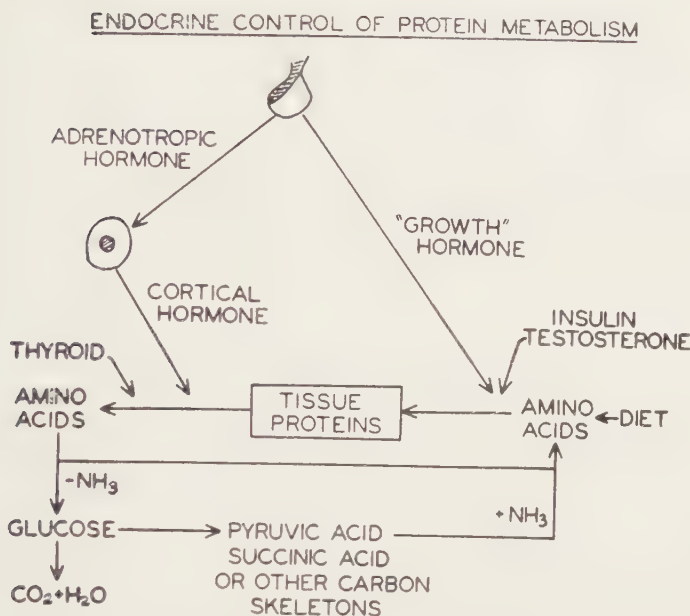 ENDOCRINE CONTROL OF PROTEIN METABOLISM
ADRENOTROPIC
HORMONE
"GROWTH"
HORMONE
CORTICAL
HORMONE
INSULIN
TESTOSTERONE
THYROID
AMINO
ACIDS
TISSUE
PROTEINS
AMINO
ACIDS
DIET
-NH₃
+NH₃
GLUCOSE
PYRUVIC ACID
SUCCINIC ACID
OR OTHER CARBON
SKELETONS
CO₂+H₂O